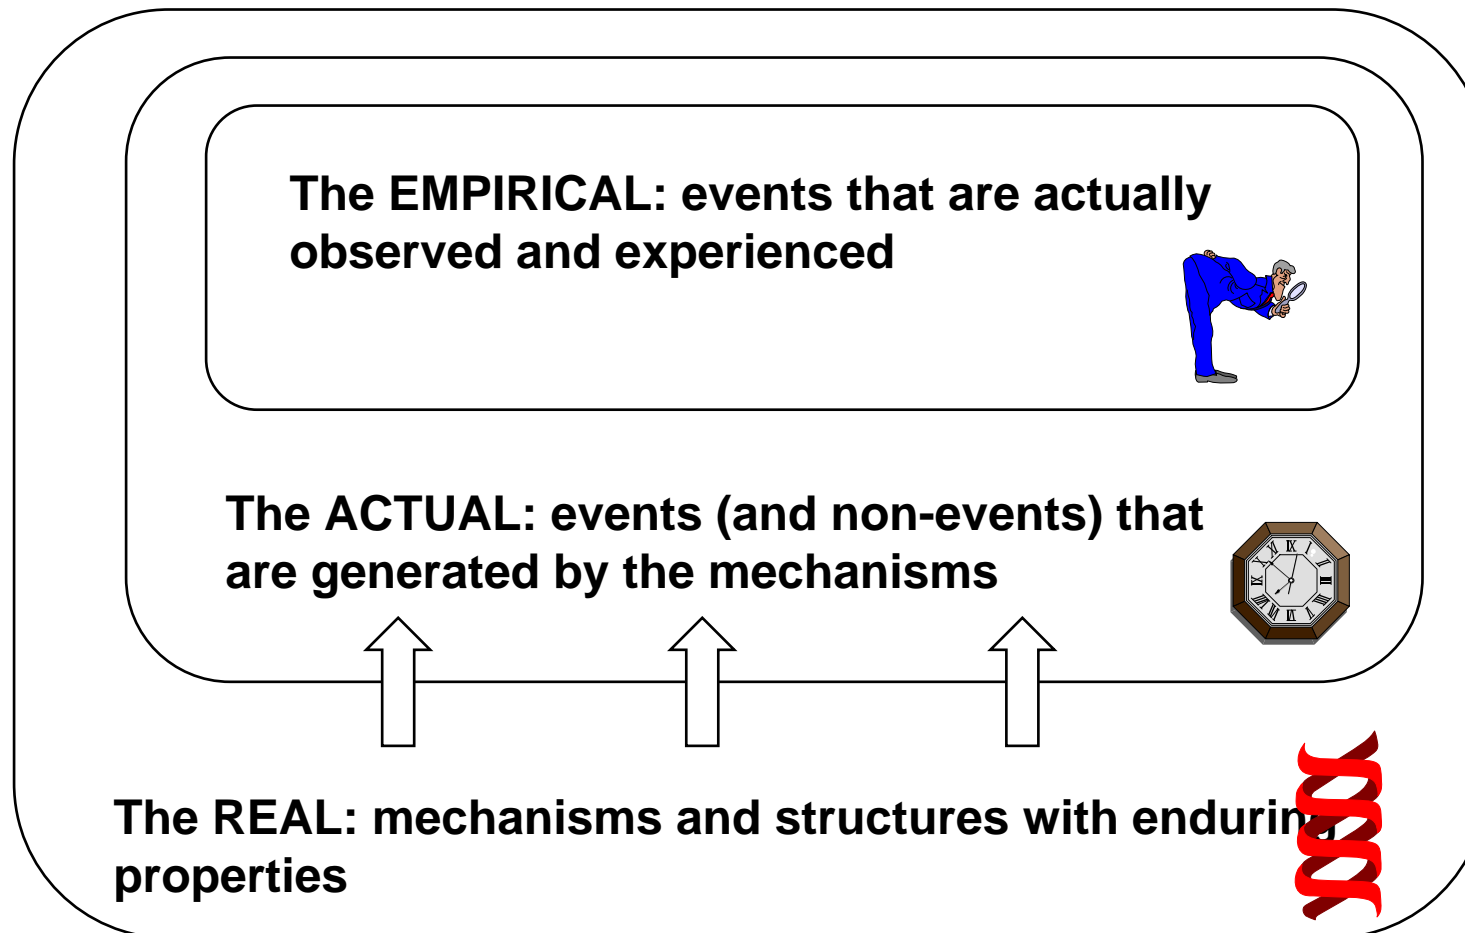 The EMPIRICAL: events that are actually
observed and experienced
The ACTUAL: events (and non-events) that
are generated by the mechanisms
The REAL: mechanisms and structures with enduring
properties